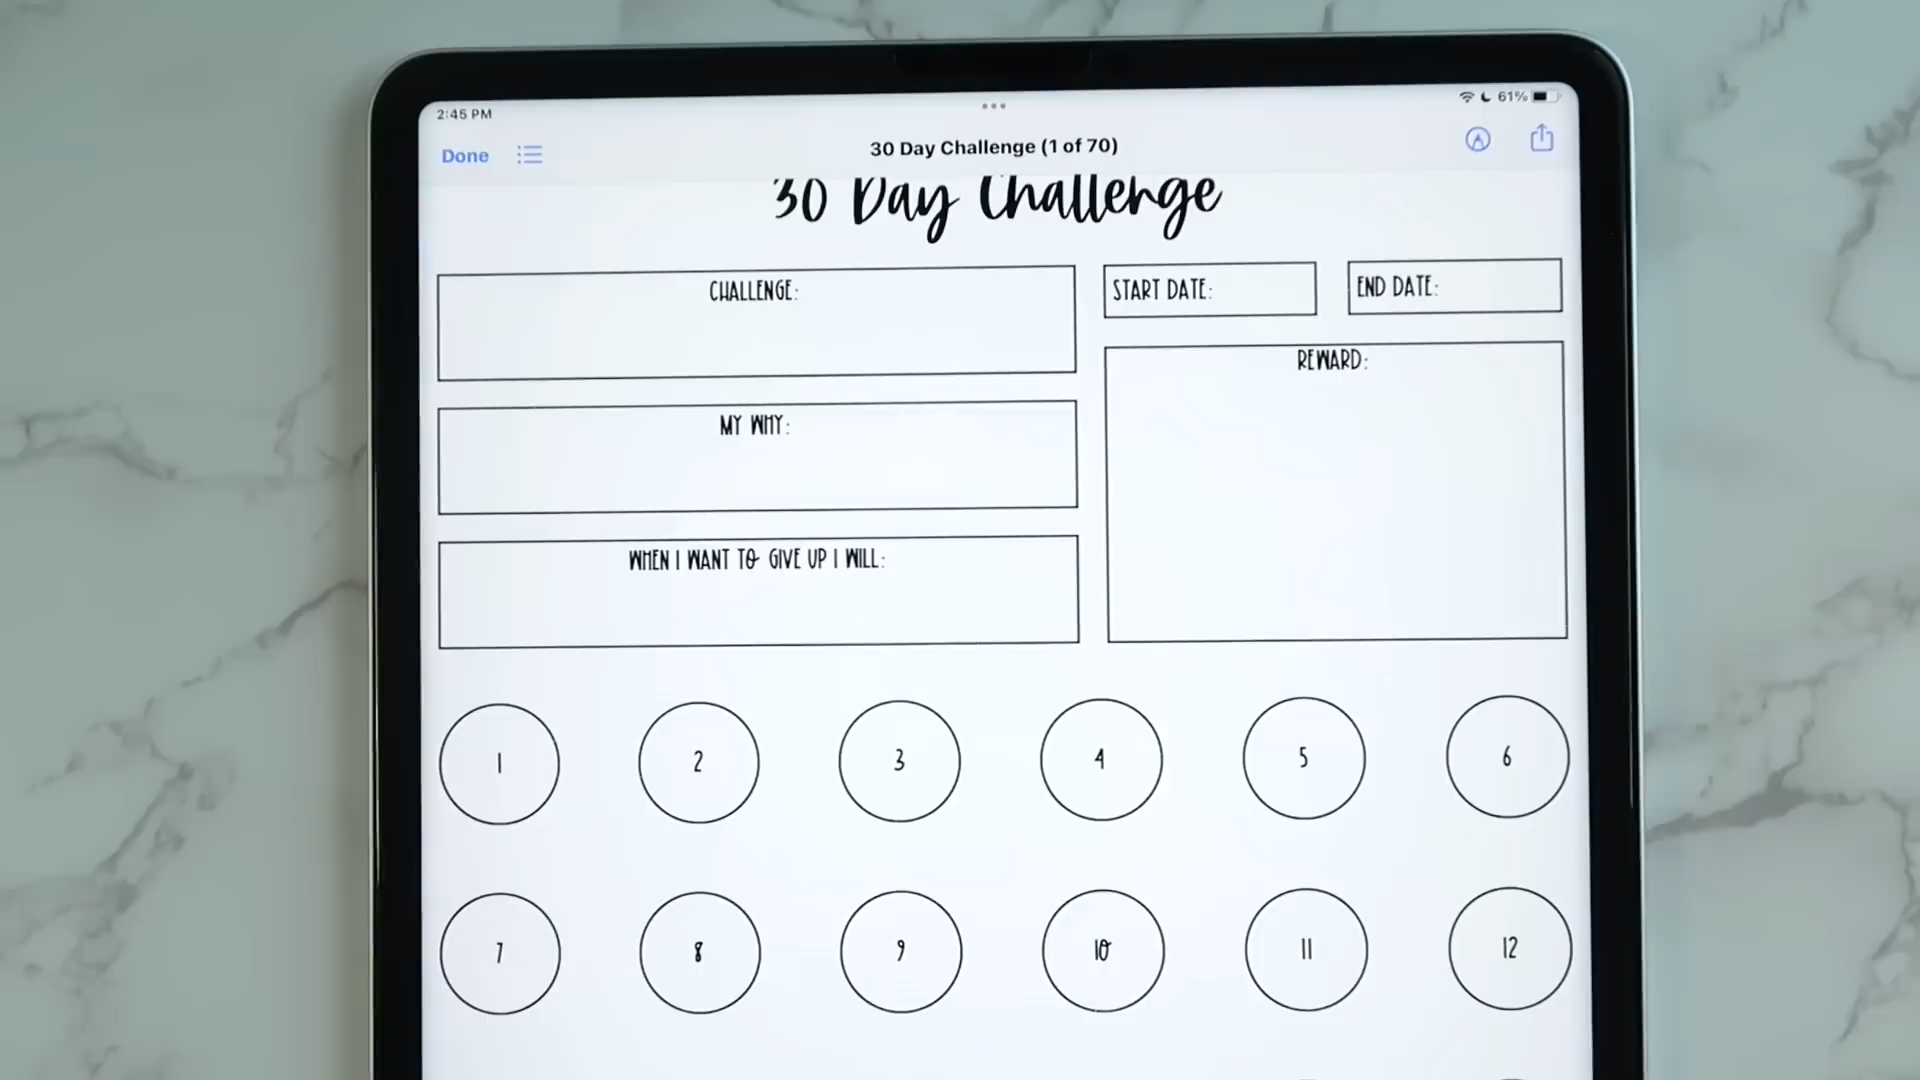 2:45 PM
61%
Done
30 Day Challenge (1 of 70)
30 Day Challenge
CHALLENGE:
START DATE:
END DATE:
REWARD:
MY WHY:
WHEN I WANT TO GIVE UP I WILL:
1 2 3 4 5 6
7 8 9 10 11 12